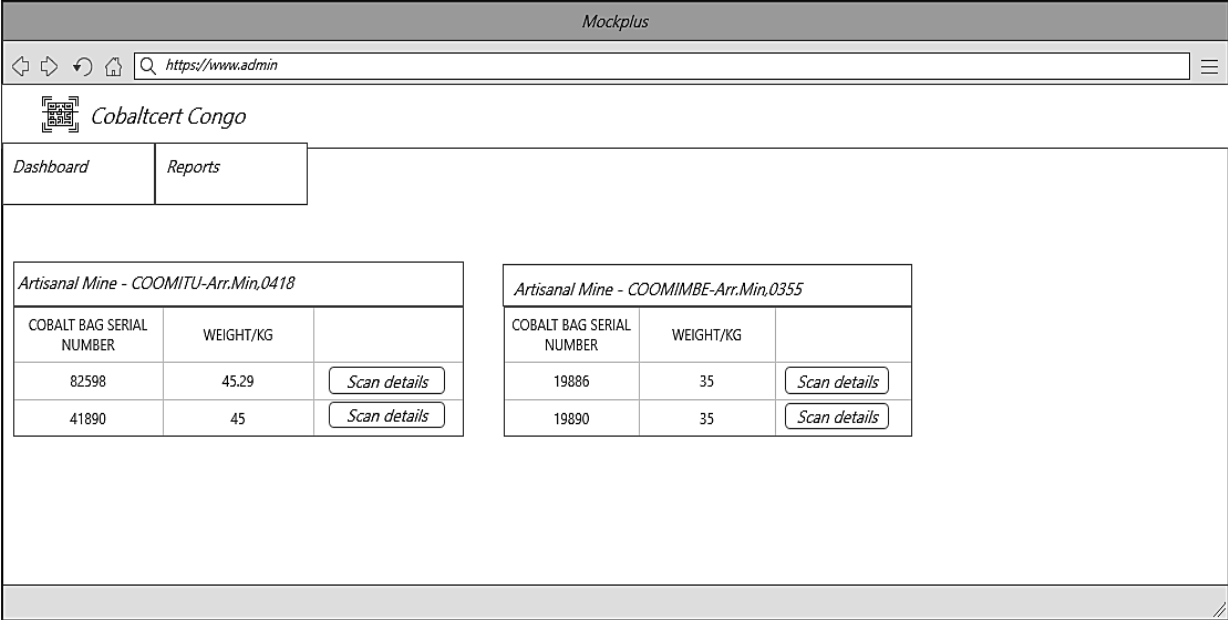 Mockplus
https://www.admin
Cobaltcert Congo
Dashboard
Reports
Artisanal Mine - COOMITU-Arr.Min,0418
COBALT BAG SERIAL
NUMBER
WEIGHT/KG
82598
45.29
Scan details
41890
45
Scan details
Artisanal Mine - COOMIMBE-Arr.Min,0355
COBALT BAG SERIAL
NUMBER
WEIGHT/KG
19886
35
Scan details
19890
35
Scan details